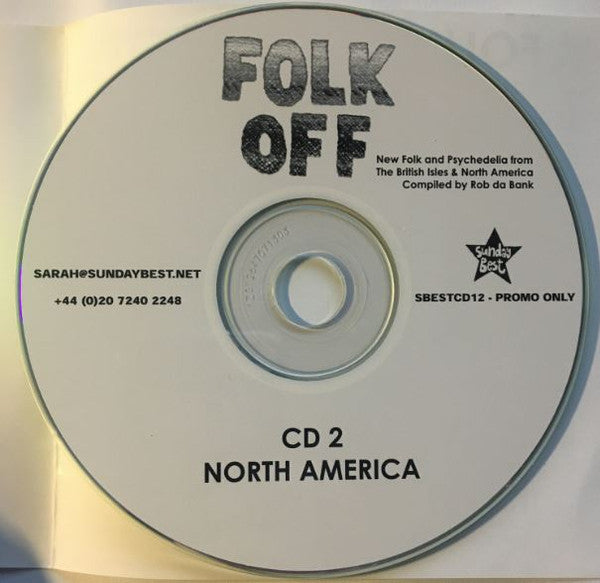 FOLK
OFF
New Folk and Psychedelia from
The British Isles & North America
Compiled by Rob da Bank
SARAH@SUNDAYBEST.NET
+44 (0)20 7240 2248
Sunday
Best
SBESTCD12 - PROMO ONLY
CD 2
NORTH AMERICA